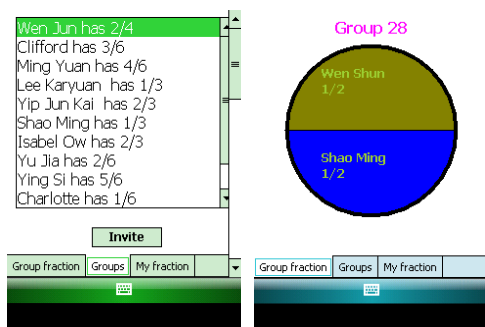 Wen Jun has 2/4
Clifford has 3/6
Ming Yuan has 4/6
Lee Karyuan has 1/3
Yip Jun Kai has 2/3
Shao Ming has 1/3
Isabel Ow has 2/3
Yu Jia has 2/6
Ying Si has 5/6
Charlotte has 1/6
Invite
Group fraction Groups My fraction
Group 28
Wen Shun
1/2
Shao Ming
1/2
Group fraction Groups My fraction